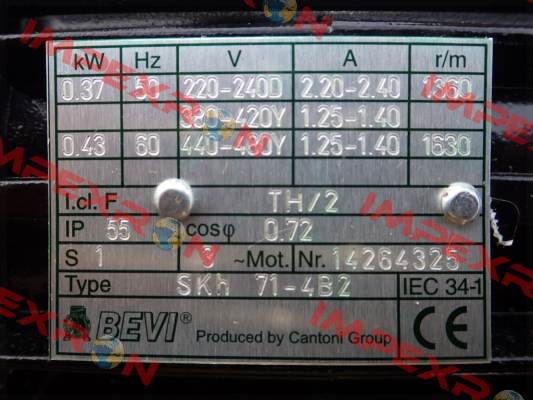 kW Hz V A r/m
0.37 50 220-240D 2.20-2.40 1360
380-420Y 1.25-1.40
0.43 60 440-480Y 1.25-1.40 1630
I.cl. F TH/2
IP 55 cosφ 0.72
S 1 ~Mot. Nr. 14264325
Type SKh 71-4B2 IEC 34-1
BEVI® Produced by Cantoni Group CE
IMPEXRON